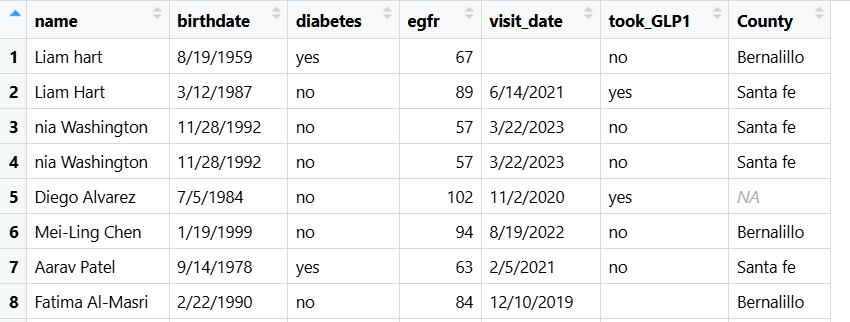 name birthdate diabetes egfr visit_date took_GLP1 County
1 Liam hart 8/19/1959 yes 67 no Bernalillo
2 Liam Hart 3/12/1987 no 89 6/14/2021 yes Santa fe
3 nia Washington 11/28/1992 no 57 3/22/2023 no Santa fe
4 nia Washington 11/28/1992 no 57 3/22/2023 no Santa fe
5 Diego Alvarez 7/5/1984 no 102 11/2/2020 yes NA
6 Mei-Ling Chen 1/19/1999 no 94 8/19/2022 no Bernalillo
7 Aarav Patel 9/14/1978 yes 63 2/5/2021 no Santa fe
8 Fatima Al-Masri 2/22/1990 no 84 12/10/2019 Bernalillo